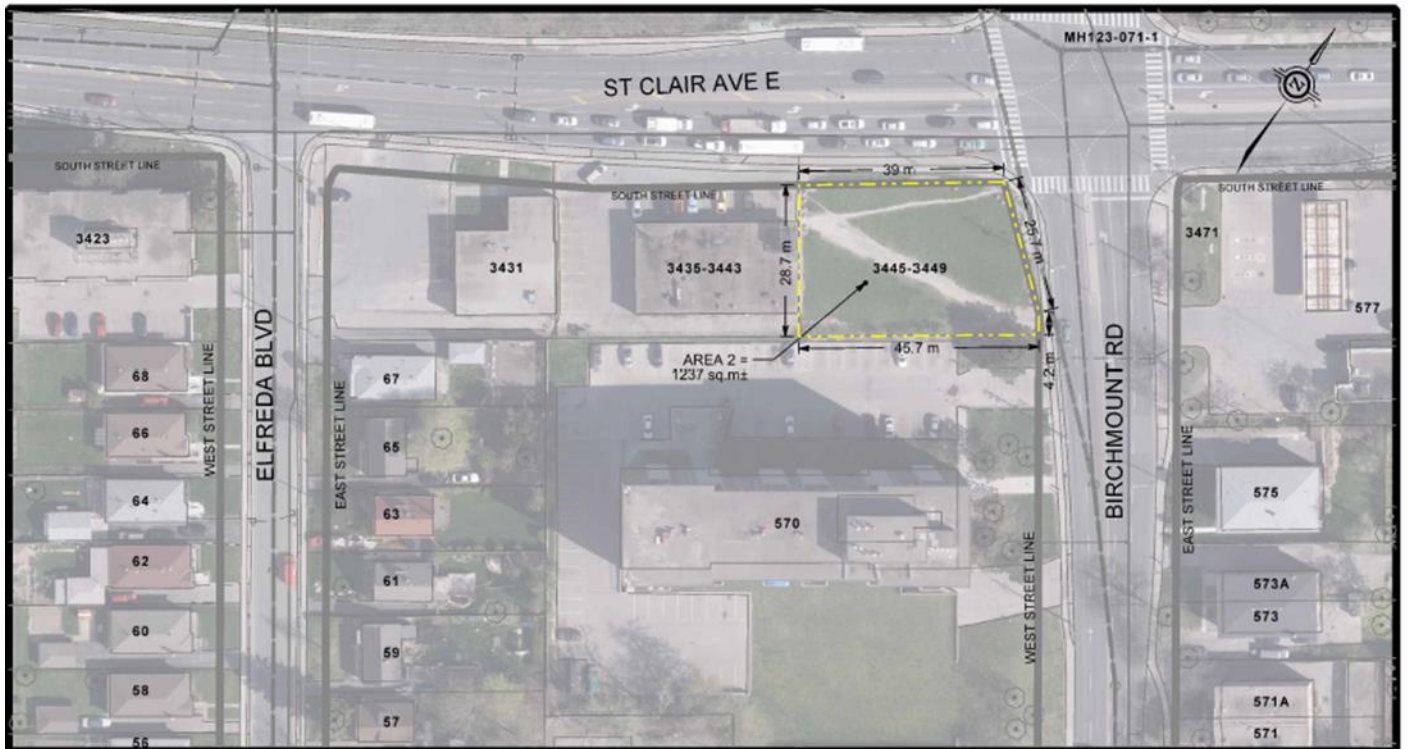 MH123-071-1
ST CLAIR AVE E
N
SOUTH STREET LINE
SOUTH STREET LINE
SOUTH STREET LINE
39 m
25.7 m
28.7 m
3423
3431
3435-3443
3445-3449
3471
577
AREA 2 =
1237 sq.m±
45.7 m
4.2 m
68
66
64
62
60
58
56
WEST STREET LINE
ELFREDA BLVD
EAST STREET LINE
67
65
63
61
59
57
570
WEST STREET LINE
BIRCHMOUNT RD
EAST STREET LINE
575
573A
573
571A
571